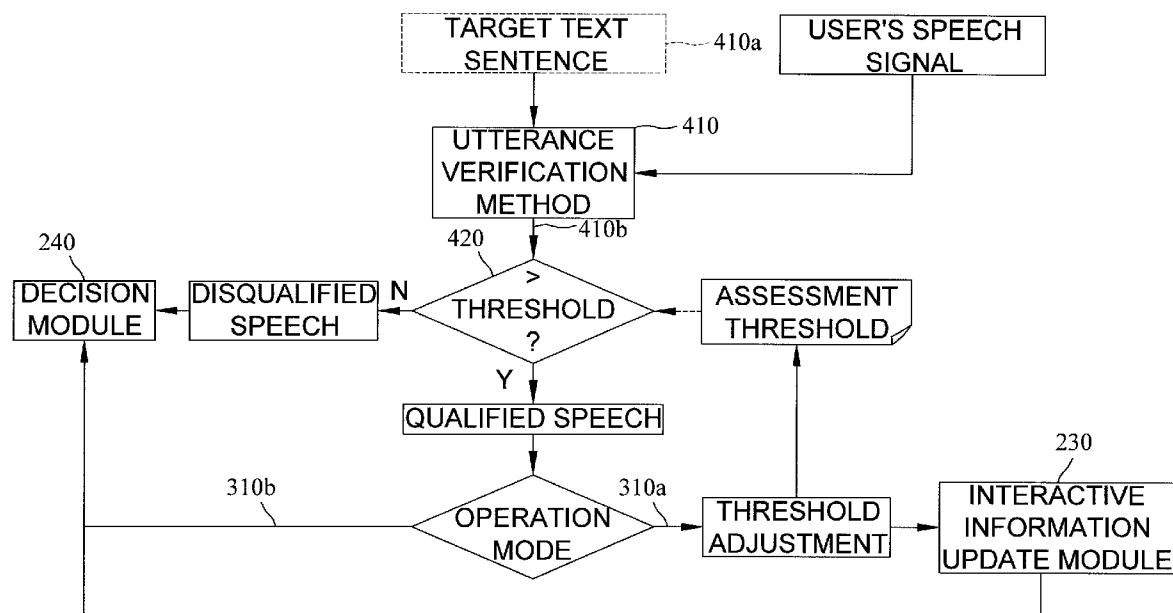 TARGET TEXT
SENTENCE
410a
USER'S SPEECH
SIGNAL
410
UTTERANCE
VERIFICATION
METHOD
410b
420
240
DECISION
MODULE
DISQUALIFIED
SPEECH
N
>
THRESHOLD
?
ASSESSMENT
THRESHOLD
Y
QUALIFIED SPEECH
230
310b
310a
OPERATION
MODE
THRESHOLD
ADJUSTMENT
INTERACTIVE
INFORMATION
UPDATE MODULE